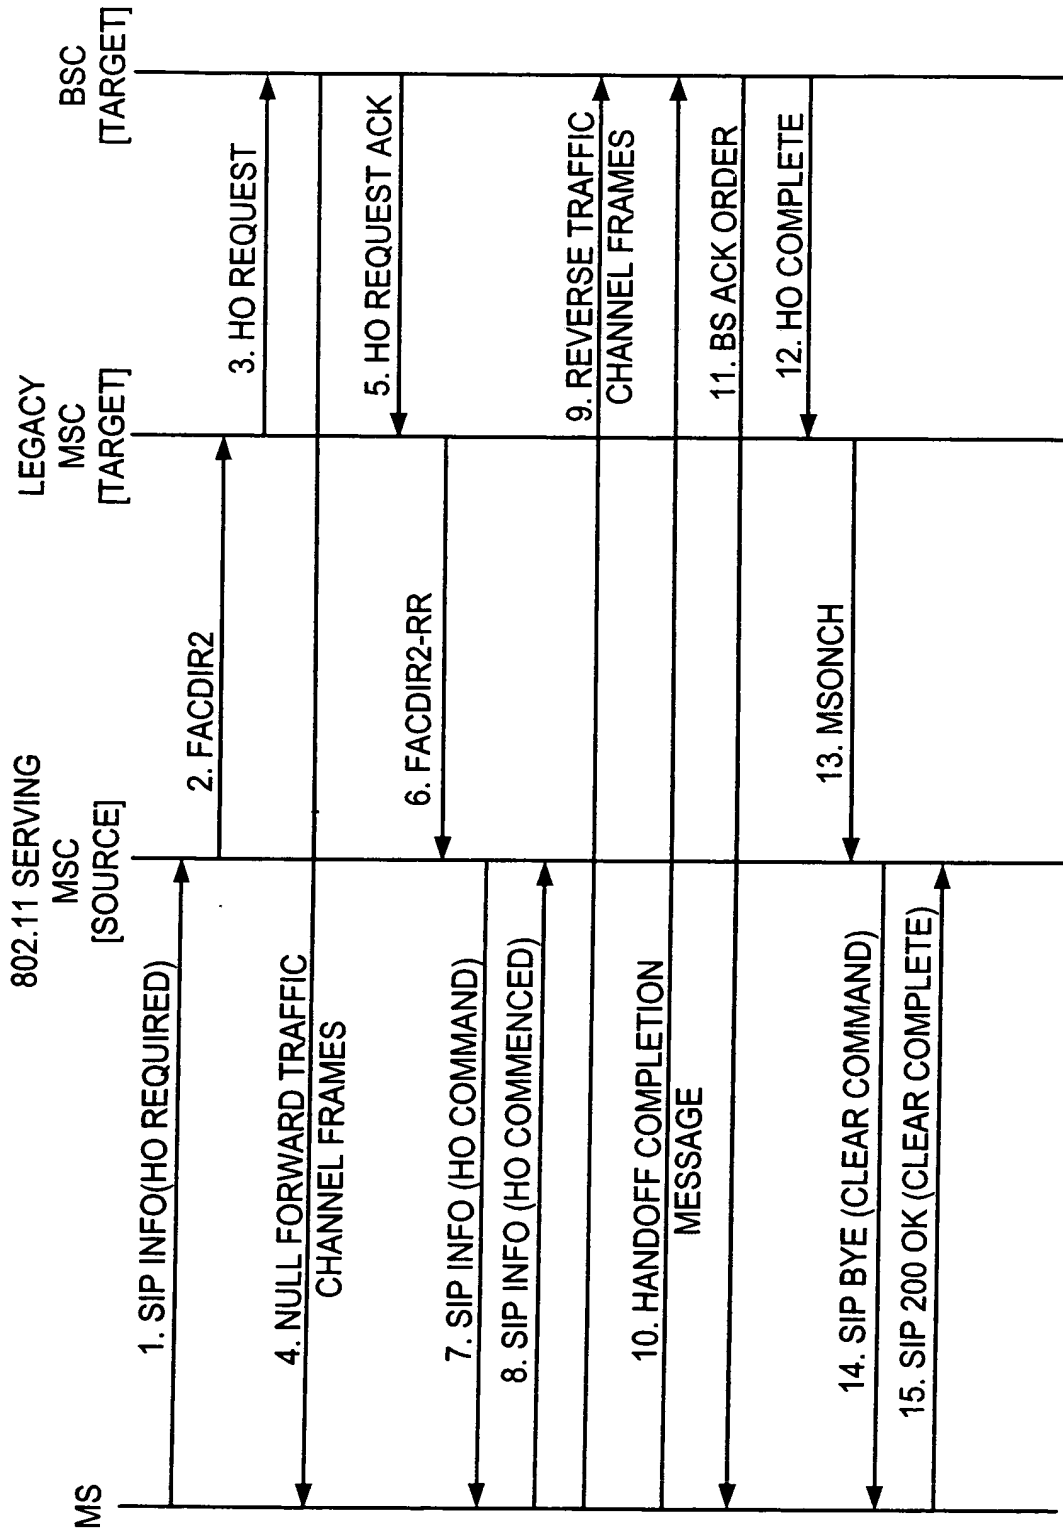 MS
802.11 SERVING
MSC
[SOURCE]
LEGACY
MSC
[TARGET]
BSC
[TARGET]
1. SIP INFO(HO REQUIRED)
2. FACDIR2
3. HO REQUEST
4. NULL FORWARD TRAFFIC
CHANNEL FRAMES
5. HO REQUEST ACK
6. FACDIR2-RR
7. SIP INFO (HO COMMAND)
8. SIP INFO (HO COMMENCED)
9. REVERSE TRAFFIC
CHANNEL FRAMES
10. HANDOFF COMPLETION
MESSAGE
11. BS ACK ORDER
12. HO COMPLETE
13. MSONCH
14. SIP BYE (CLEAR COMMAND)
15. SIP 200 OK (CLEAR COMPLETE)